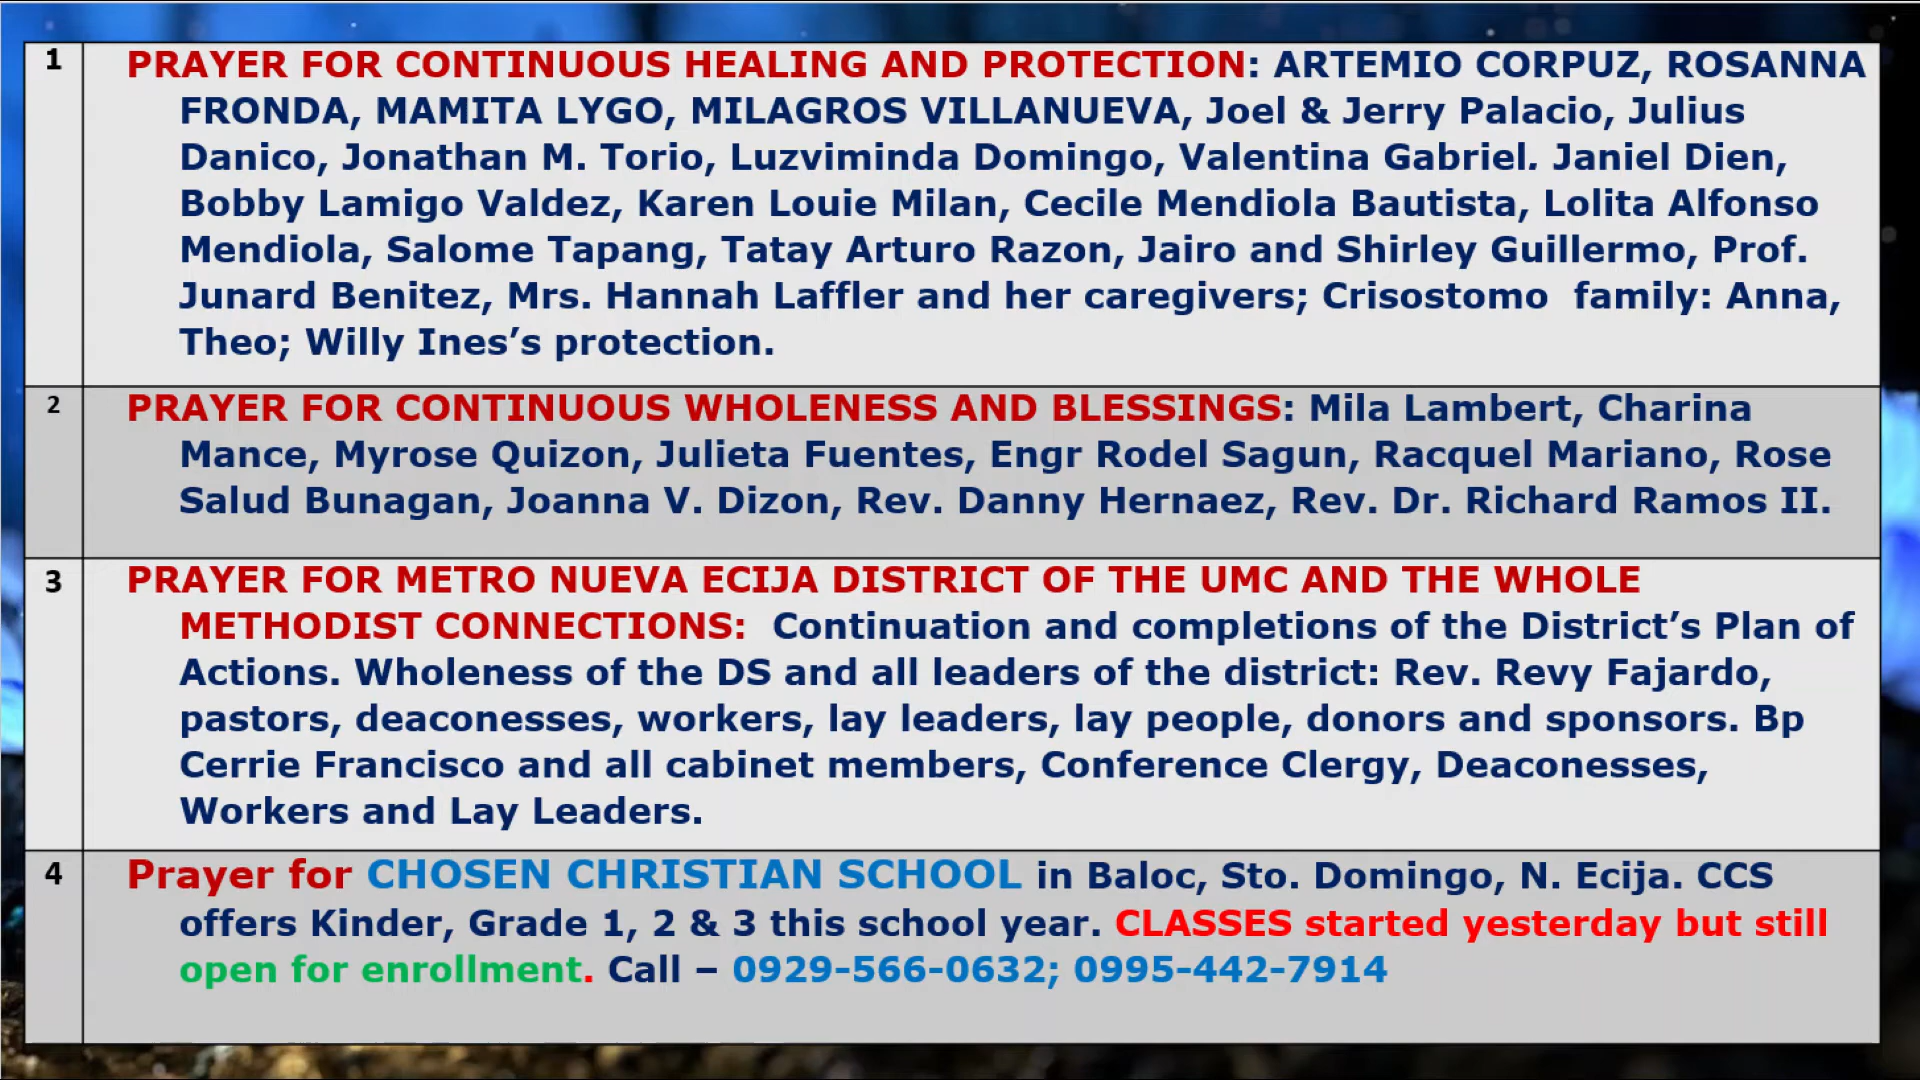 1
PRAYER FOR CONTINUOUS HEALING AND PROTECTION: ARTEMIO CORPUZ, ROSANNA
FRONDA, MAMITA LYGO, MILAGROS VILLANUEVA, Joel & Jerry Palacio, Julius
Danico, Jonathan M. Torio, Luzviminda Domingo, Valentina Gabriel. Janiel Dien,
Bobby Lamigo Valdez, Karen Louie Milan, Cecile Mendiola Bautista, Lolita Alfonso
Mendiola, Salome Tapang, Tatay Arturo Razon, Jairo and Shirley Guillermo, Prof.
Junard Benitez, Mrs. Hannah Laffler and her caregivers; Crisostomo  family: Anna,
Theo; Willy Ines’s protection.
2
PRAYER FOR CONTINUOUS WHOLENESS AND BLESSINGS: Mila Lambert, Charina
Mance, Myrose Quizon, Julieta Fuentes, Engr Rodel Sagun, Racquel Mariano, Rose
Salud Bunagan, Joanna V. Dizon, Rev. Danny Hernaez, Rev. Dr. Richard Ramos II.
3
PRAYER FOR METRO NUEVA ECIJA DISTRICT OF THE UMC AND THE WHOLE
METHODIST CONNECTIONS:  Continuation and completions of the District’s Plan of
Actions. Wholeness of the DS and all leaders of the district: Rev. Revy Fajardo,
pastors, deaconesses, workers, lay leaders, lay people, donors and sponsors. Bp
Cerrie Francisco and all cabinet members, Conference Clergy, Deaconesses,
Workers and Lay Leaders.
4
Prayer for CHOSEN CHRISTIAN SCHOOL in Baloc, Sto. Domingo, N. Ecija. CCS
offers Kinder, Grade 1, 2 & 3 this school year. CLASSES started yesterday but still
open for enrollment. Call – 0929-566-0632; 0995-442-7914